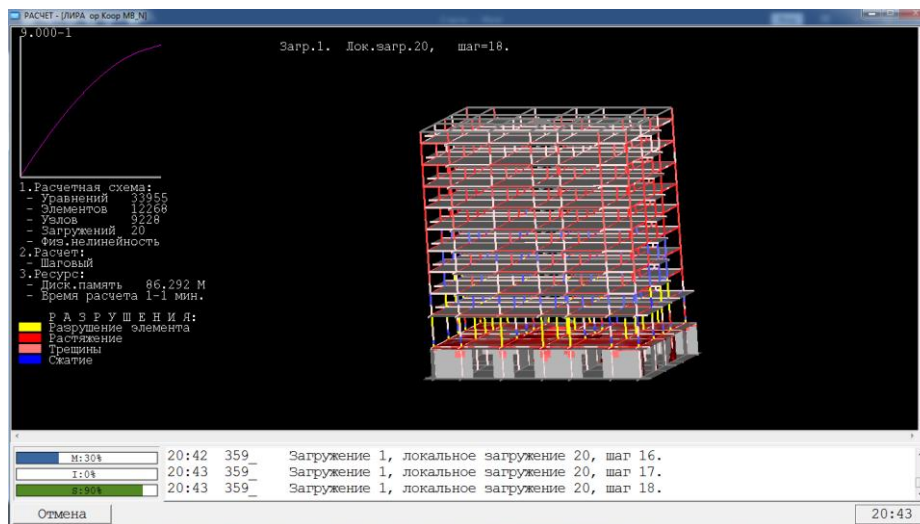 РАСЧЕТ - [ЛИРА op Koop MB_N]
9.000-1
Загр.1. Лок.загр.20, шаг=18.
1.Расчетная схема:
- Уравнений 33955
- Элементов 12268
- Узлов 9228
- Загружений 20
- Физ.нелинейность
2.Расчет:
- Шаговый
3.Ресурс:
- Диск.память 86.292 М
- Время расчета 1-1 мин.
Р А З Р У Ш Е Н И Я:
Разрушение элемента
Растяжение
Трещины
Сжатие
M:30%
I:0%
S:90%
20:42 359_ Загружение 1, локальное загружение 20, шаг 16.
20:43 359_ Загружение 1, локальное загружение 20, шаг 17.
20:43 359_ Загружение 1, локальное загружение 20, шаг 18.
Отмена
20:43